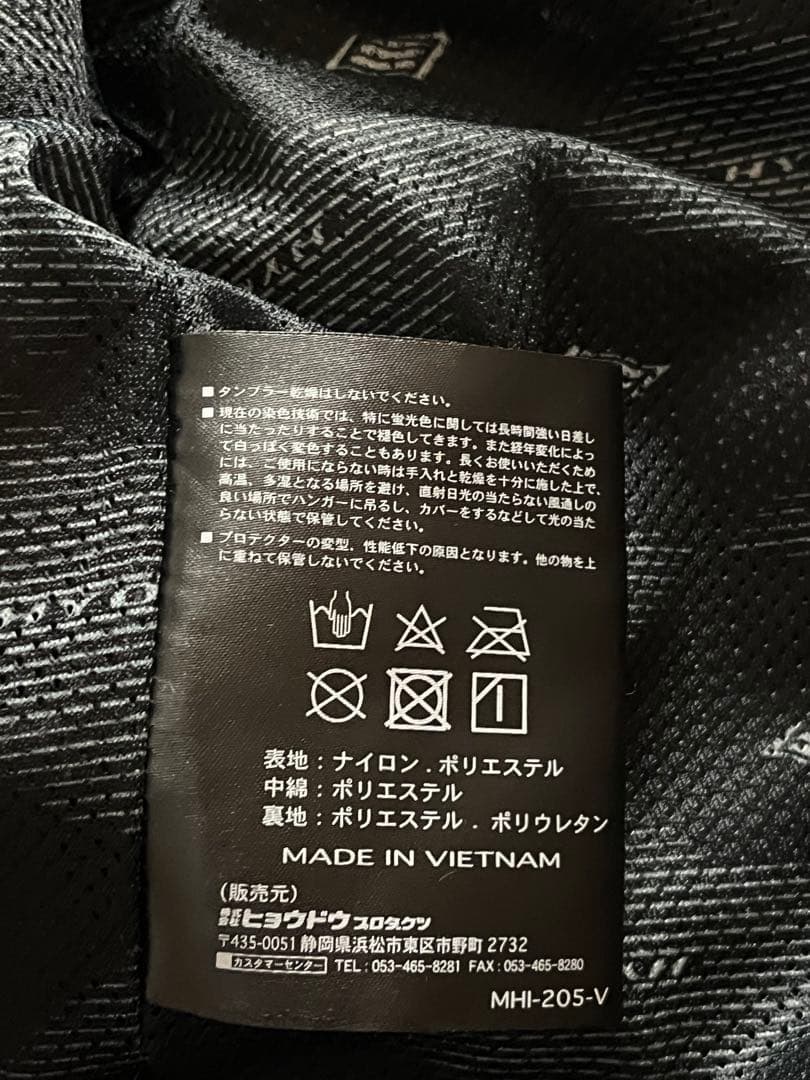 ■タンブラー乾燥はしないでください。
■現在の染色技術では、特に蛍光色に関しては長時間強い日差し
に当たったりすることで褪色してきます。また経年変化によっ
て白っぽく変色することもあります。長くお使いいただくため
には、ご使用にならない時は手入れと乾燥を十分に施した上で、
高温、多湿となる場所を避け、直射日光の当たらない風通しの
良い場所でハンガーに吊るし、カバーをするなどして光の当た
らない状態で保管してください。
■プロテクターの変型、性能低下の原因となります。他の物を上
に重ねて保管しないでください。
表地:ナイロン.ポリエステル
中綿:ポリエステル
裏地:ポリエステル.ポリウレタン
MADE IN VIETNAM
(販売元)
株式会社ヒョウドウプロダクツ
〒435-0051 静岡県浜松市東区市野町2732
カスタマーセンター TEL:053-465-8281 FAX:053-465-8280
MHI-205-V